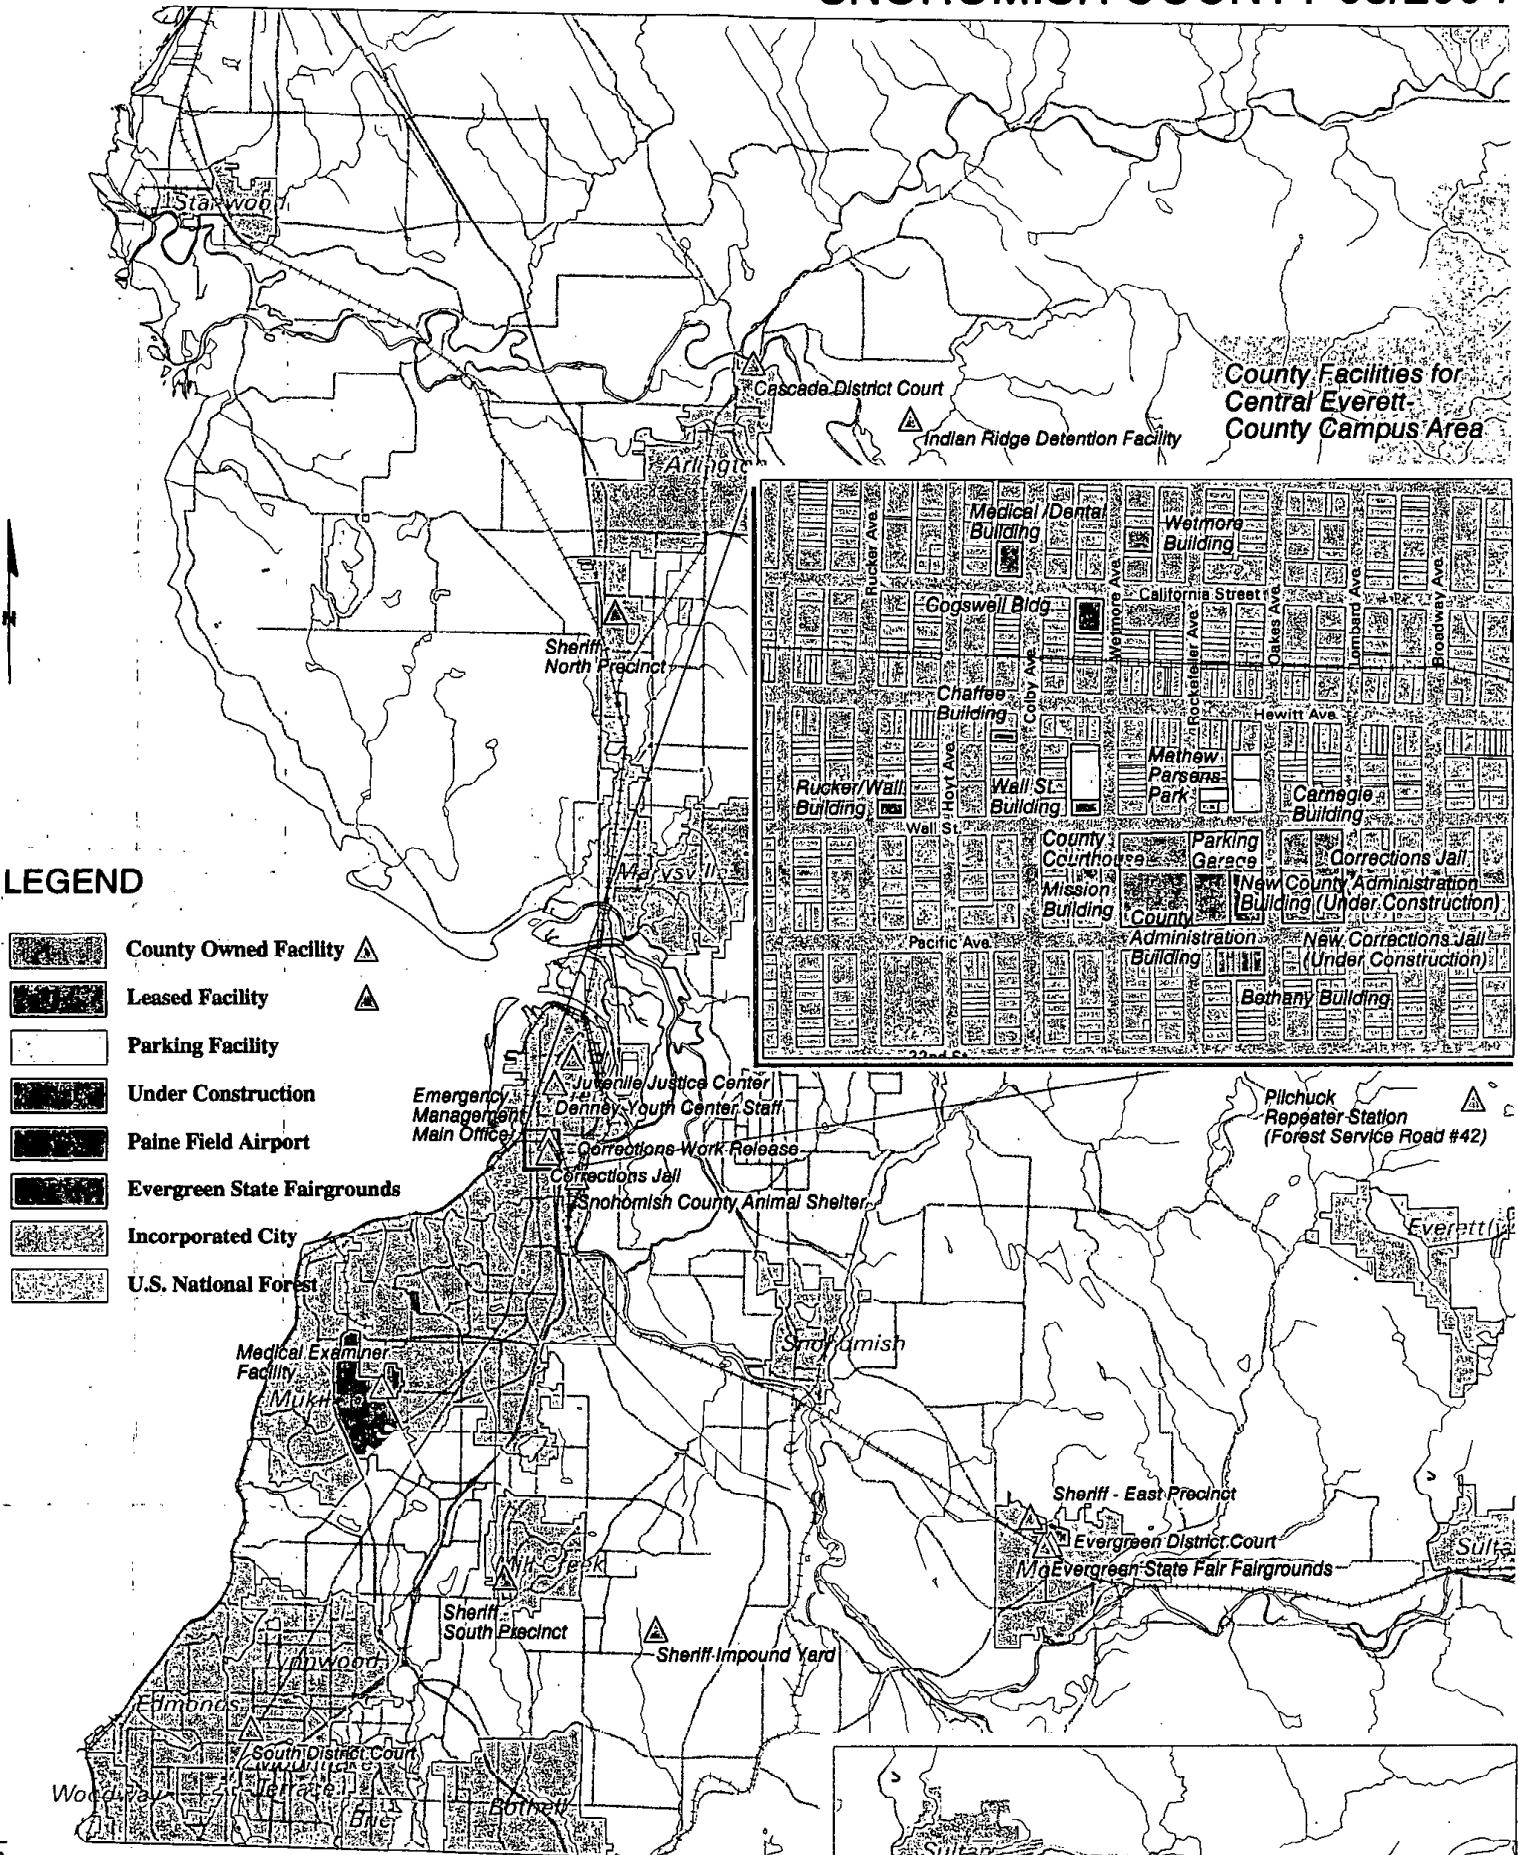 SNOHOMISH COUNTY
Stanwood
Cascade District Court
Indian Ridge Detention Facility
County Facilities for
Central Everett-
County Campus Area
Arlington
Medical /Dental
Building
Wetmore
Building
Rucker Ave.
California Street
Cogswell Bldg.
Wetmore Ave.
Rockefeller Ave.
Oakes Ave.
Lombard Ave.
Broadway Ave.
Sheriff-
North Precinct
Colby Ave.
Chaffee
Building
Hewitt Ave.
Hoyt Ave.
Mathew
Parsens
Park
Rucker/Wall
Building
Wall St.
Building
Carnegie
Building
Wall St.
County
Courthouse
Parking
Garage
Corrections Jail
Mission
Building
New County Administration
Building (Under Construction)
County
Administration
Building
Pacific Ave.
New Corrections Jail
(Under Construction)
Bethany Building
Marysville
N
LEGEND
County Owned Facility
Leased Facility
Parking Facility
Under Construction
Paine Field Airport
Evergreen State Fairgrounds
Incorporated City
U.S. National Forest
Juvenile Justice Center
Emergency
Management
Main Office
Denney Youth Center Staff
Corrections Work Release
Corrections Jail
Snohomish County Animal Shelter
Pilchuck
Repeater Station
(Forest Service Road #42)
Everett
Snohomish
Medical Examiner
Facility
Sheriff - East Precinct
Evergreen District Court
Evergreen State Fair Fairgrounds
Mill Creek
Sheriff -
South Precinct
Sheriff Impound Yard
Lynnwood
Edmonds
South District Court
Terrace
Woodway
Brier
Bothell
Sultan